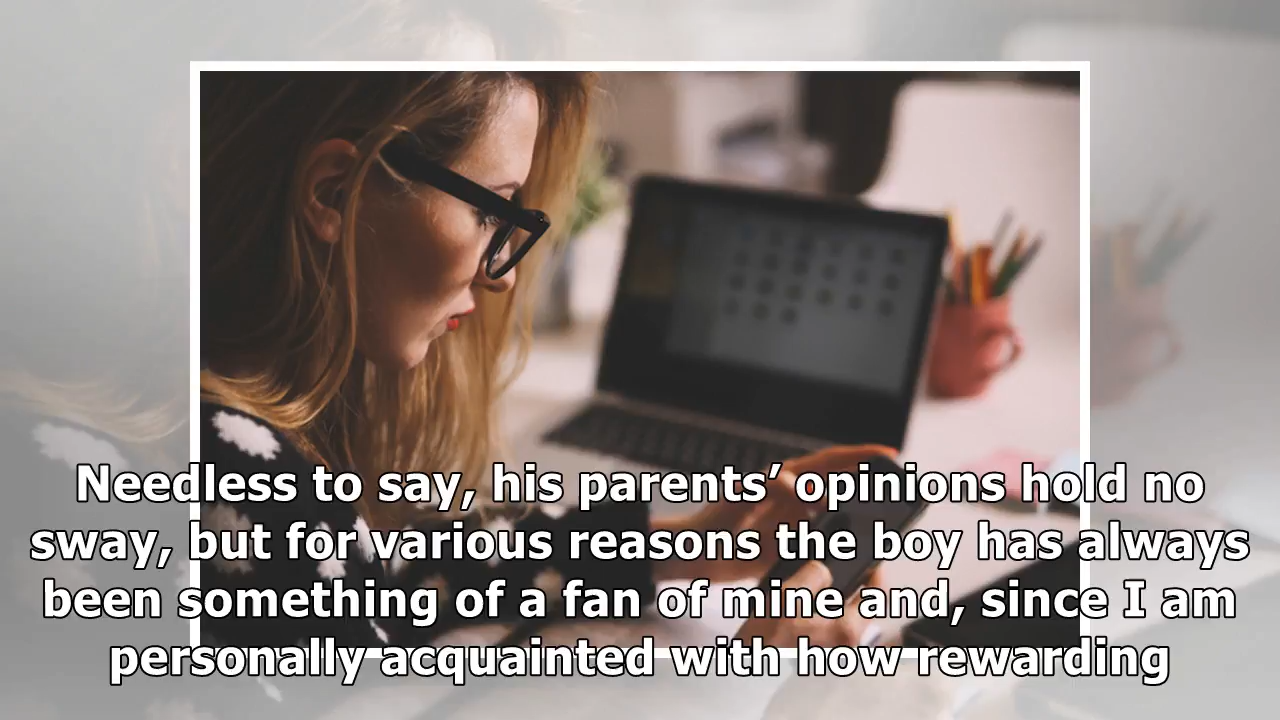 Needless to say, his parents’ opinions hold no
sway, but for various reasons the boy has always
been something of a fan of mine and, since I am
personally acquainted with how rewarding